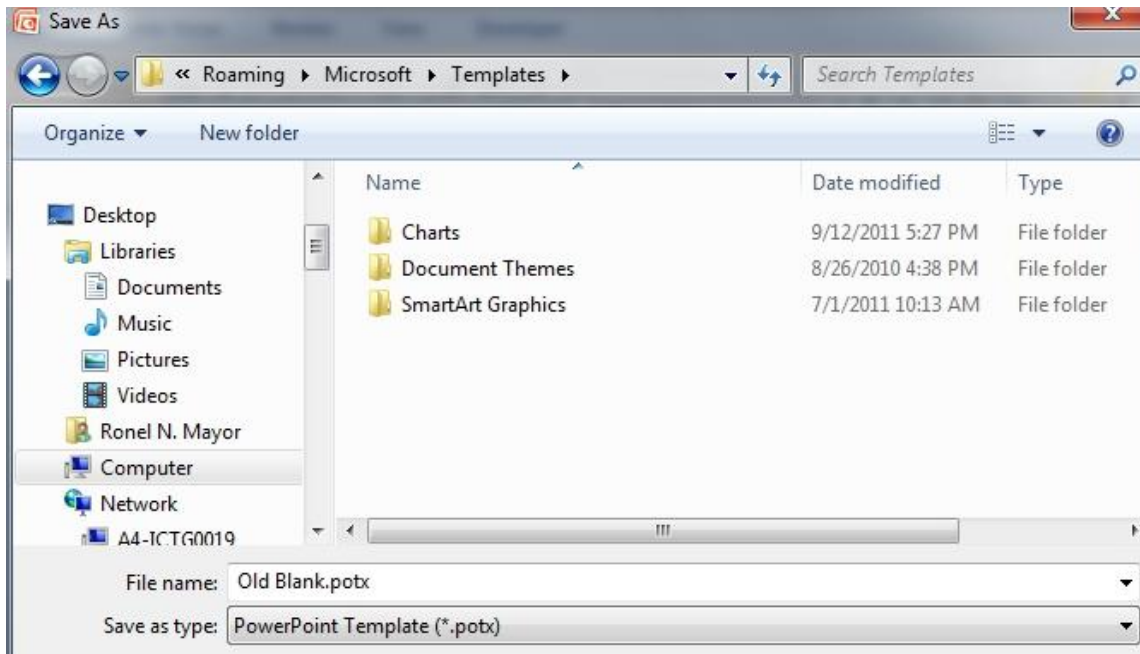 Save As
« Roaming ▸ Microsoft ▸ Templates ▸ Search Templates
Organize ▾ New folder
Name Date modified Type
Desktop
Libraries
Documents
Music
Pictures
Videos
Ronel N. Mayor
Computer
Network
A4-ICTG0019
Charts 9/12/2011 5:27 PM File folder
Document Themes 8/26/2010 4:38 PM File folder
SmartArt Graphics 7/1/2011 10:13 AM File folder
File name: Old Blank.potx
Save as type: PowerPoint Template (*.potx)